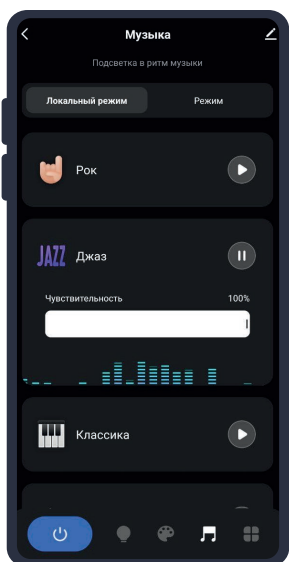 Музыка
Подсветка в ритм музыки
Локальный режим Режим
Рок
JAZZ Джаз
Чувствительность 100%
Классика